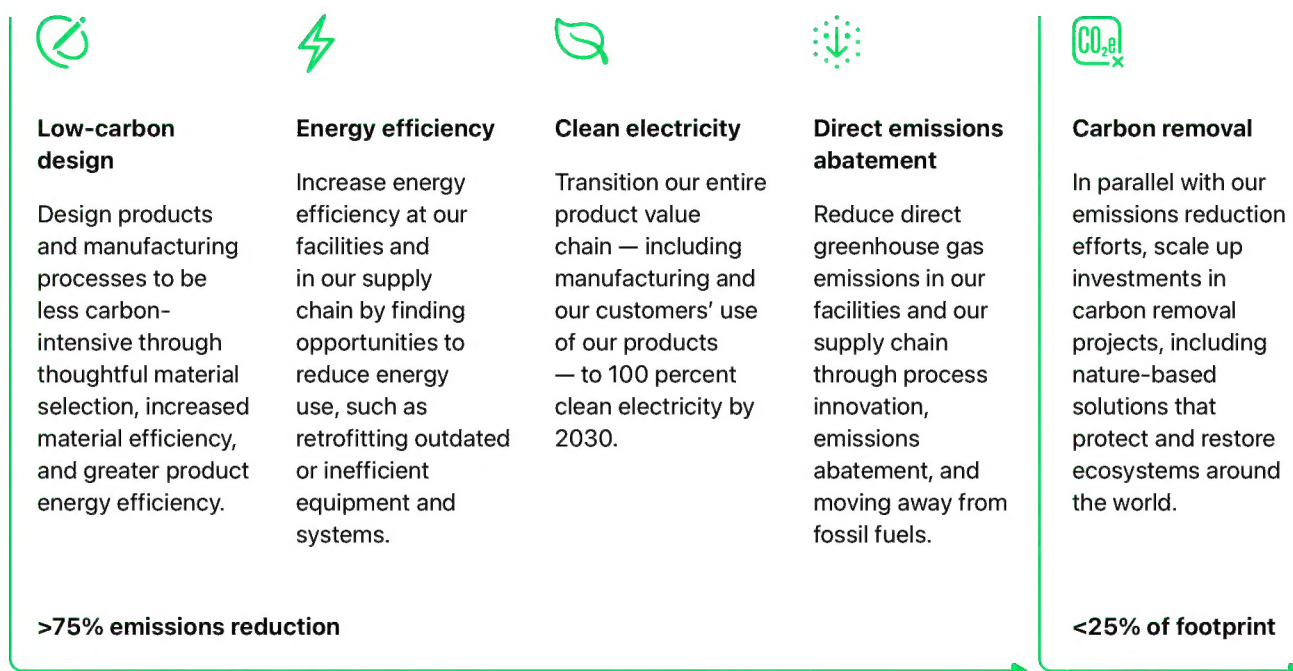 CO₂e
Low-carbon
design
Design products
and manufacturing
processes to be
less carbon-
intensive through
thoughtful material
selection, increased
material efficiency,
and greater product
energy efficiency.
Energy efficiency
Increase energy
efficiency at our
facilities and
in our supply
chain by finding
opportunities to
reduce energy
use, such as
retrofitting outdated
or inefficient
equipment and
systems.
Clean electricity
Transition our entire
product value
chain — including
manufacturing and
our customers’ use
of our products
— to 100 percent
clean electricity by
2030.
Direct emissions
abatement
Reduce direct
greenhouse gas
emissions in our
facilities and our
supply chain
through process
innovation,
emissions
abatement, and
moving away from
fossil fuels.
Carbon removal
In parallel with our
emissions reduction
efforts, scale up
investments in
carbon removal
projects, including
nature-based
solutions that
protect and restore
ecosystems around
the world.
>75% emissions reduction
<25% of footprint